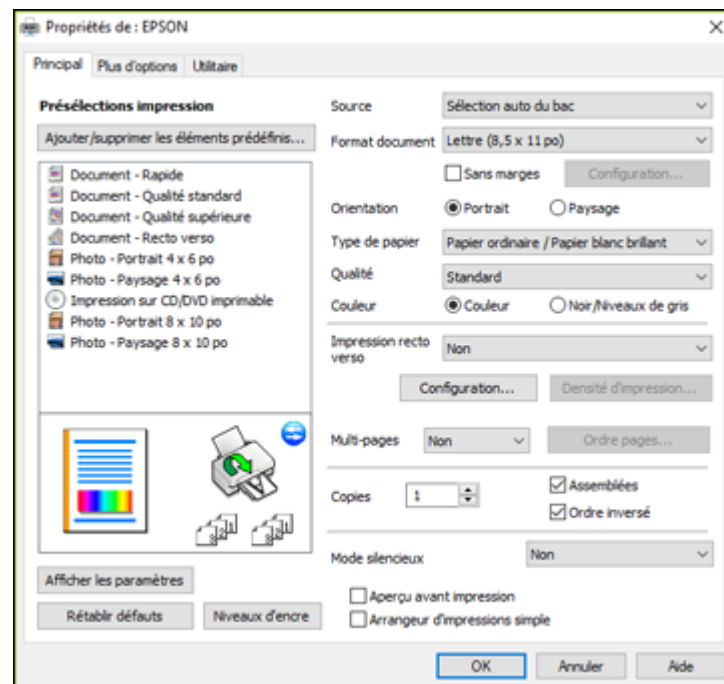 Propriétés de : EPSON
Principal
Plus d'options
Utilitaire
Présélections impression
Ajouter/supprimer les éléments prédéfinis...
Document - Rapide
Document - Qualité standard
Document - Qualité supérieure
Document - Recto verso
Photo - Portrait 4 x 6 po
Photo - Paysage 4 x 6 po
Impression sur CD/DVD imprimable
Photo - Portrait 8 x 10 po
Photo - Paysage 8 x 10 po
Afficher les paramètres
Rétablir défauts
Niveaux d'encre
Source
Sélection auto du bac
Format document
Lettre (8,5 x 11 po)
Sans marges
Configuration...
Orientation
Portrait
Paysage
Type de papier
Papier ordinaire / Papier blanc brillant
Qualité
Standard
Couleur
Couleur
Noir/Niveaux de gris
Impression recto
verso
Non
Configuration...
Densité d'impression...
Multi-pages
Non
Ordre pages...
Copies
1
Assemblées
Ordre inversé
Mode silencieux
Non
Aperçu avant impression
Arrangeur d'impressions simple
OK
Annuler
Aide